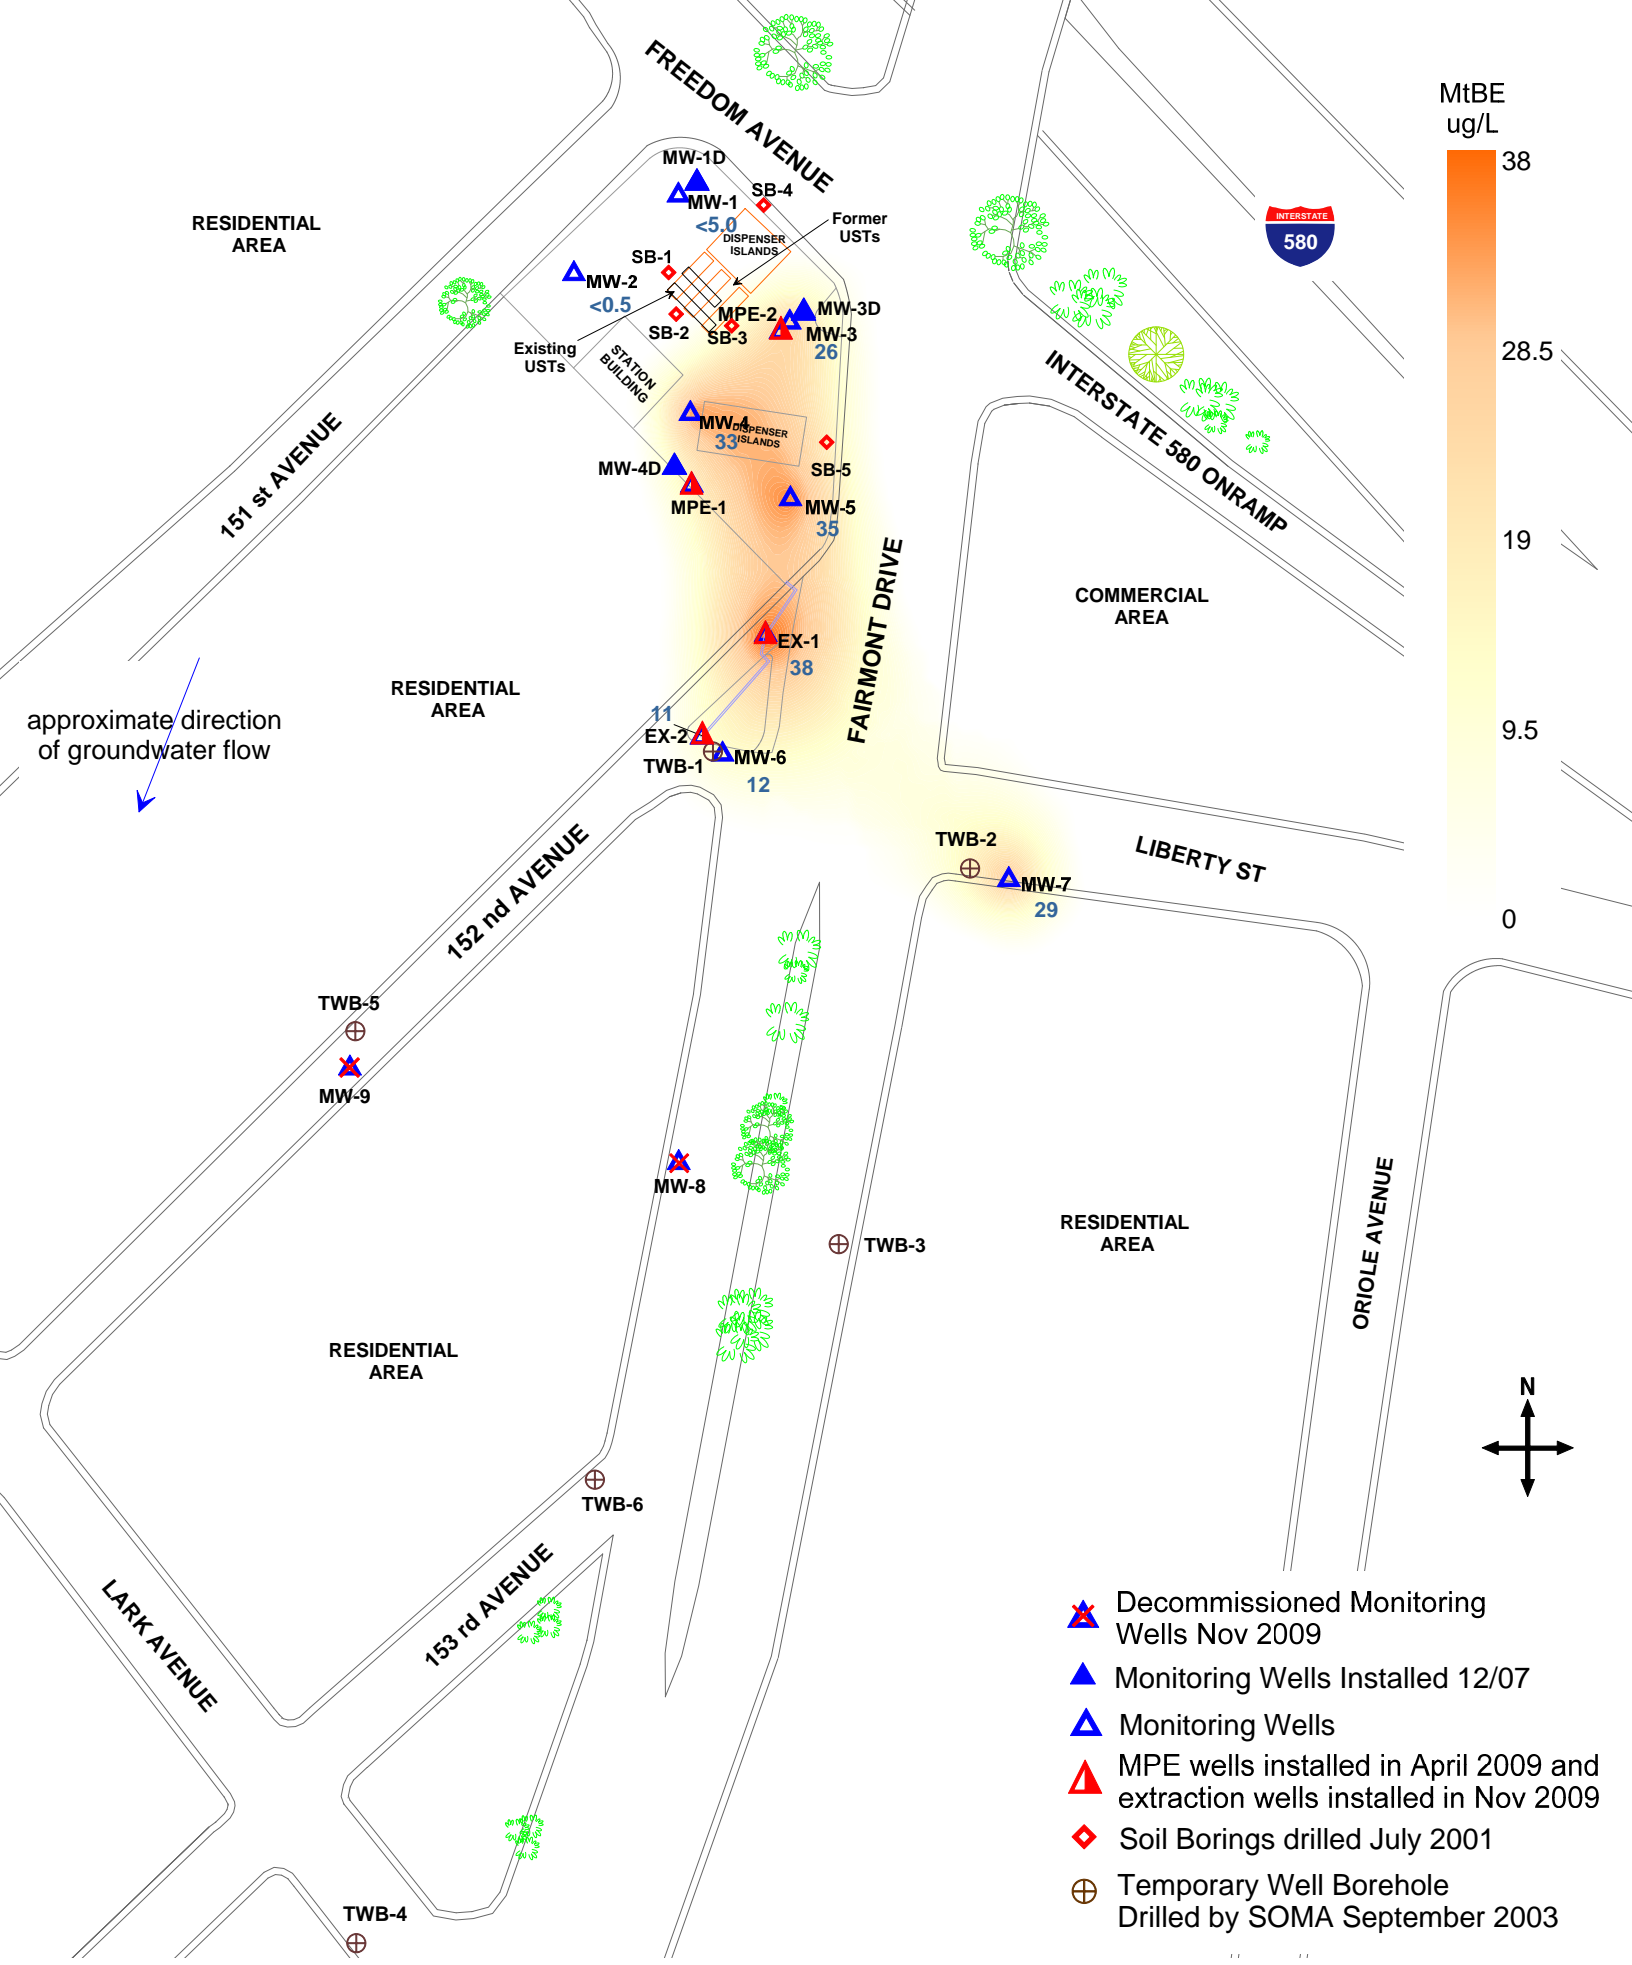 FREEDOM AVENUE
MtBE
ug/L
38
28.5
19
9.5
0
MW-1D
MW-1
<5.0
SB-4
Former
USTs
DISPENSER
ISLANDS
INTERSTATE
580
RESIDENTIAL
AREA
SB-1
MW-2
<0.5
SB-2
SB-3
MPE-2
MW-3D
MW-3
26
Existing
USTs
STATION
BUILDING
MW-4
33
DISPENSER
ISLANDS
SB-5
MW-4D
MPE-1
MW-5
35
151 st AVENUE
INTERSTATE 580 ONRAMP
COMMERCIAL
AREA
FAIRMONT DRIVE
EX-1
38
RESIDENTIAL
AREA
approximate direction
of groundwater flow
11
EX-2
TWB-1
MW-6
12
TWB-2
MW-7
29
LIBERTY ST
152 nd AVENUE
TWB-5
MW-9
MW-8
TWB-3
RESIDENTIAL
AREA
ORIOLE AVENUE
RESIDENTIAL
AREA
N
TWB-6
153 rd AVENUE
LARK AVENUE
TWB-4
Decommissioned Monitoring
Wells Nov 2009
Monitoring Wells Installed 12/07
Monitoring Wells
MPE wells installed in April 2009 and
extraction wells installed in Nov 2009
Soil Borings drilled July 2001
Temporary Well Borehole
Drilled by SOMA September 2003